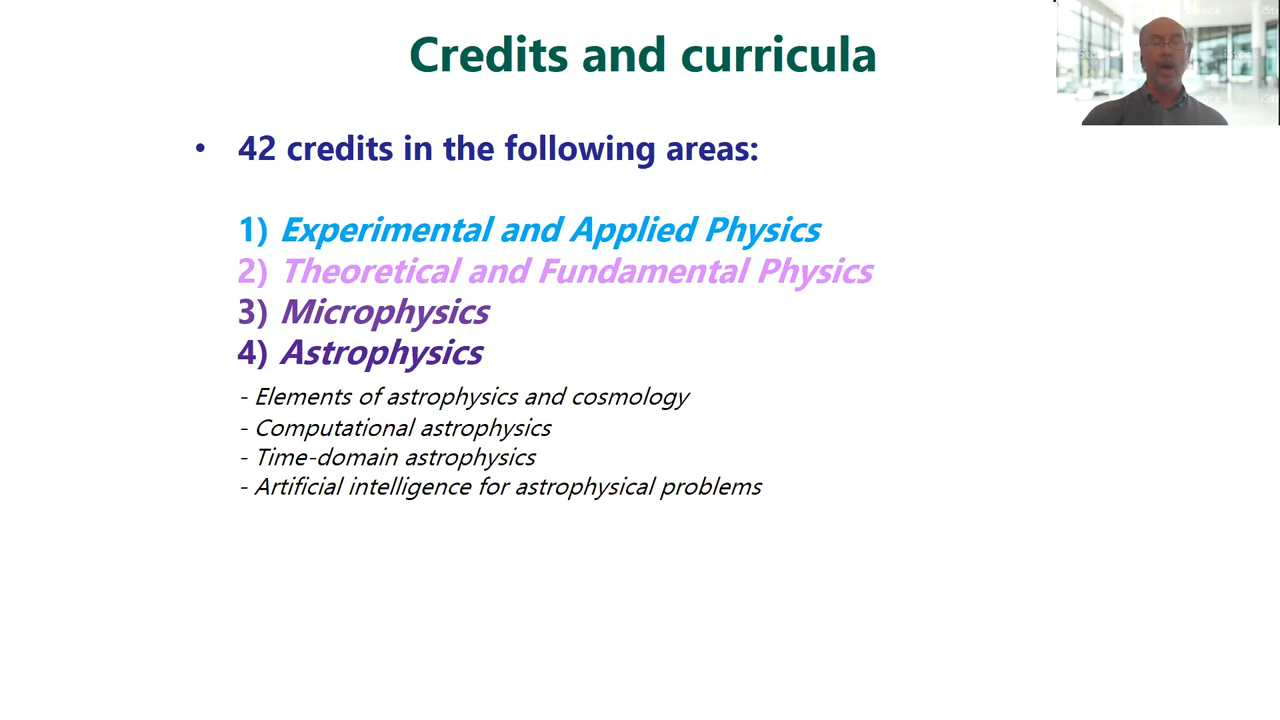 Credits and curricula
• 42 credits in the following areas:
1) Experimental and Applied Physics
2) Theoretical and Fundamental Physics
3) Microphysics
4) Astrophysics
- Elements of astrophysics and cosmology
- Computational astrophysics
- Time-domain astrophysics
- Artificial intelligence for astrophysical problems